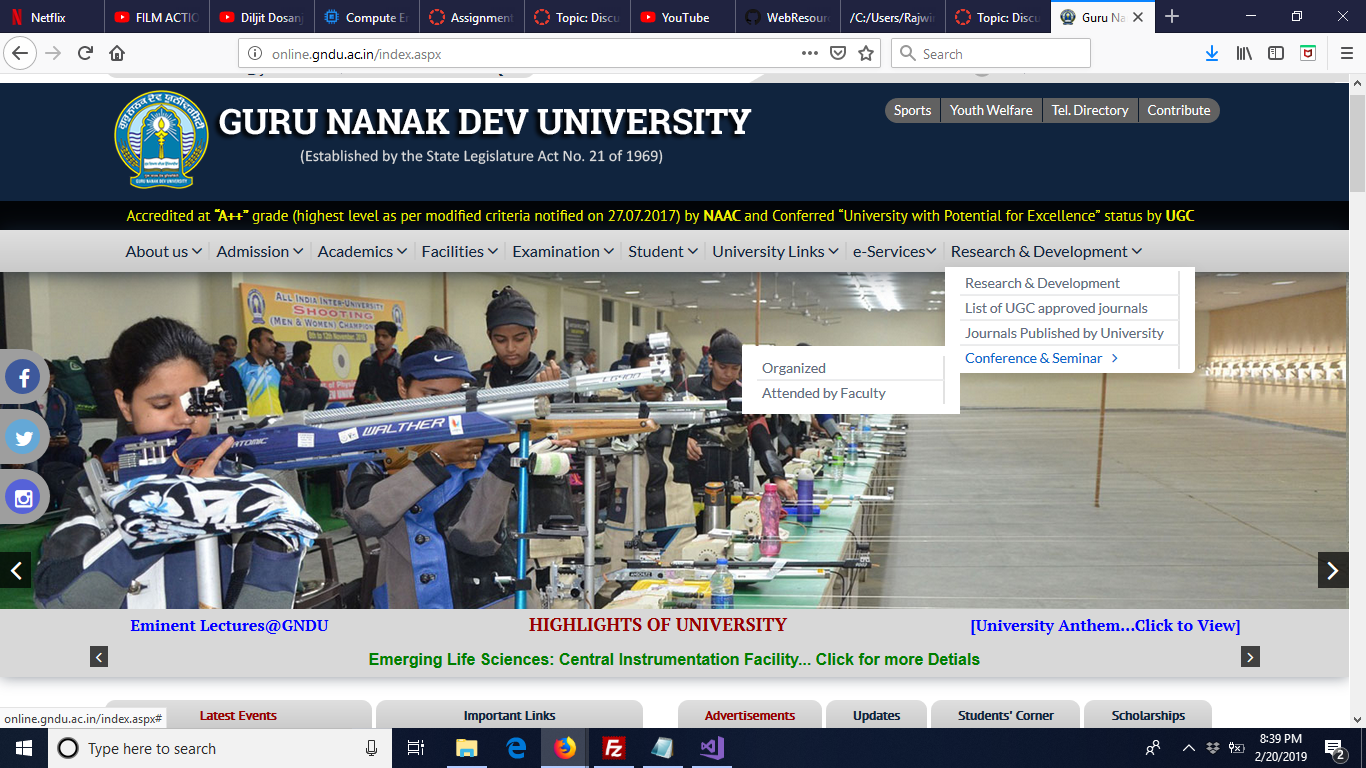 Netflix
FILM ACTIO
Diljit Dosanj
Compute En
Assignment
Topic: Discu
YouTube
WebResour
/C:/Users/Rajwi
Topic: Discu
Guru Na
online.gndu.ac.in/index.aspx
Search
GURU NANAK DEV UNIVERSITY
(Established by the State Legislature Act No. 21 of 1969)
GURU NANAK DEV UNIVERSITY
Sports
Youth Welfare
Tel. Directory
Contribute
Accredited at “A++” grade (highest level as per modified criteria notified on 27.07.2017) by NAAC and Conferred “University with Potential for Excellence” status by UGC
About us
Admission
Academics
Facilities
Examination
Student
University Links
e-Services
Research & Development
Research & Development
List of UGC approved journals
Journals Published by University
Conference & Seminar
Organized
Attended by Faculty
ALL INDIA INTER-UNIVERSITY
SHOOTING
(MEN & WOMEN) CHAMPION
WALTHER
LG400
Eminent Lectures@GNDU
HIGHLIGHTS OF UNIVERSITY
[University Anthem...Click to View]
Emerging Life Sciences: Central Instrumentation Facility... Click for more Detials
online.gndu.ac.in/index.aspx#
Latest Events
Important Links
Advertisements
Updates
Students' Corner
Scholarships
Type here to search
8:39 PM
2/20/2019
2